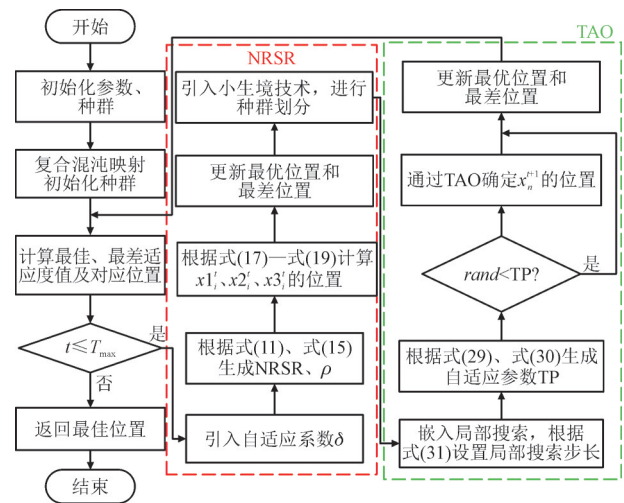 开始
初始化参数、
种群
复合混沌映射
初始化种群
计算最佳、最差适
应度值及对应位置
t≤Tmax
是
否
返回最佳位置
结束
NRSR
引入小生境技术，进行
种群划分
更新最优位置和
最差位置
根据式(17)—式(19)计算
x1ᵢᵗ、x2ᵢᵗ、x3ᵢᵗ的位置
根据式(11)、式(15)
生成NRSR、ρ
引入自适应系数δ
TAO
更新最优位置和
最差位置
通过TAO确定xₙᵗ⁺¹的位置
rand<TP?
是
根据式(29)、式(30)生成
自适应参数TP
嵌入局部搜索，根据
式(31)设置局部搜索步长